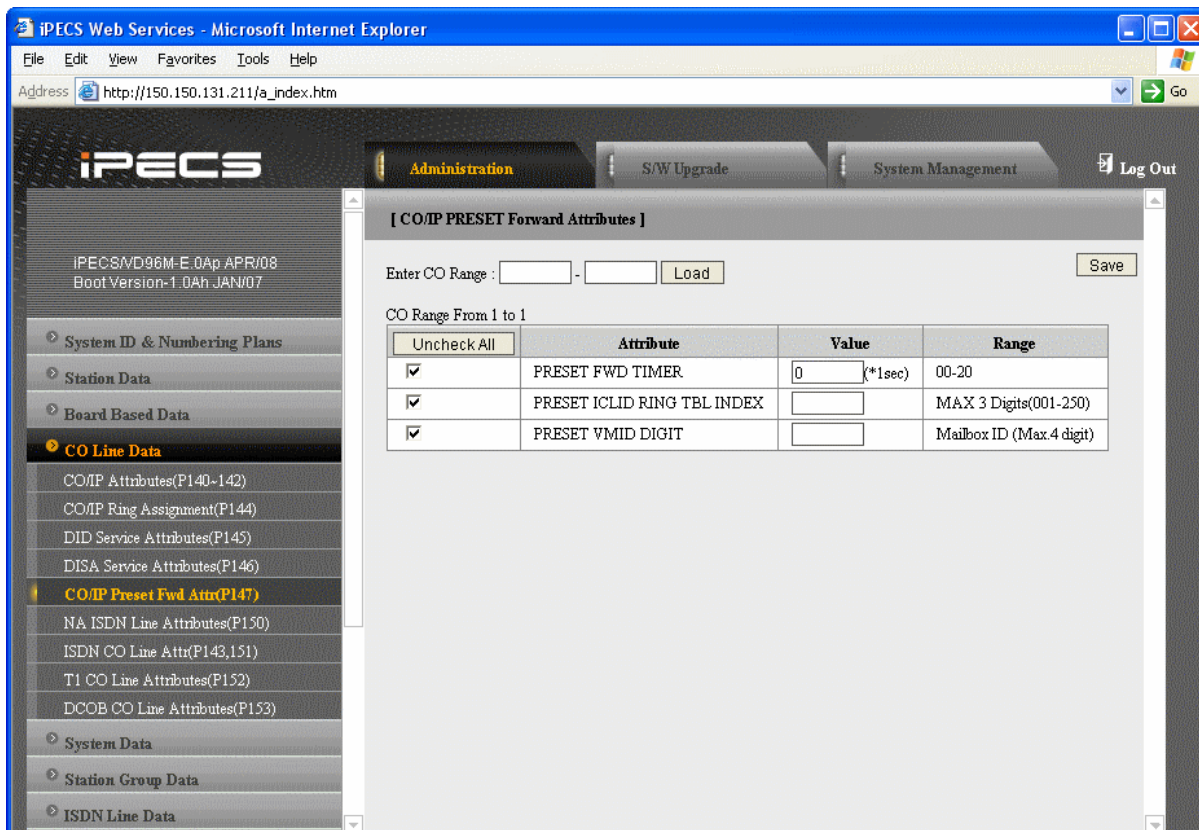 iPECS Web Services - Microsoft Internet Explorer
File Edit View Favorites Tools Help
Address http://150.150.131.211/a_index.htm Go
iPECS
Administration S/W Upgrade System Management Log Out
iPECS/VD96M-E.0Ap APR/08
Boot Version-1.0Ah JAN/07
System ID & Numbering Plans
Station Data
Board Based Data
CO Line Data
CO/IP Attributes(P140~142)
CO/IP Ring Assignment(P144)
DID Service Attributes(P145)
DISA Service Attributes(P146)
CO/IP Preset Fwd Attr(P147)
NA ISDN Line Attributes(P150)
ISDN CO Line Attr(P143,151)
T1 CO Line Attributes(P152)
DCOB CO Line Attributes(P153)
System Data
Station Group Data
ISDN Line Data
[ CO/IP PRESET Forward Attributes ]
Enter CO Range : - Load Save
CO Range From 1 to 1
Uncheck All Attribute Value Range
PRESET FWD TIMER 0 (*1sec) 00-20
PRESET ICLID RING TBL INDEX MAX 3 Digits(001-250)
PRESET VMID DIGIT Mailbox ID (Max.4 digit)